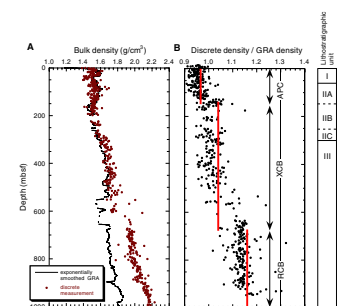 A
Bulk density (g/cm³)
1.0 1.2 1.4 1.6 1.8 2.0 2.2 2.4
B
Discrete density / GRA density
0.9 1.0 1.1 1.2 1.3 1.4
Lithostratigraphic
unit
Depth (mbsf)
0
200
400
600
800
APC
XCB
RCB
I
IIA
IIB
IIC
III
exponentially
smoothed GRA
discrete
measurement